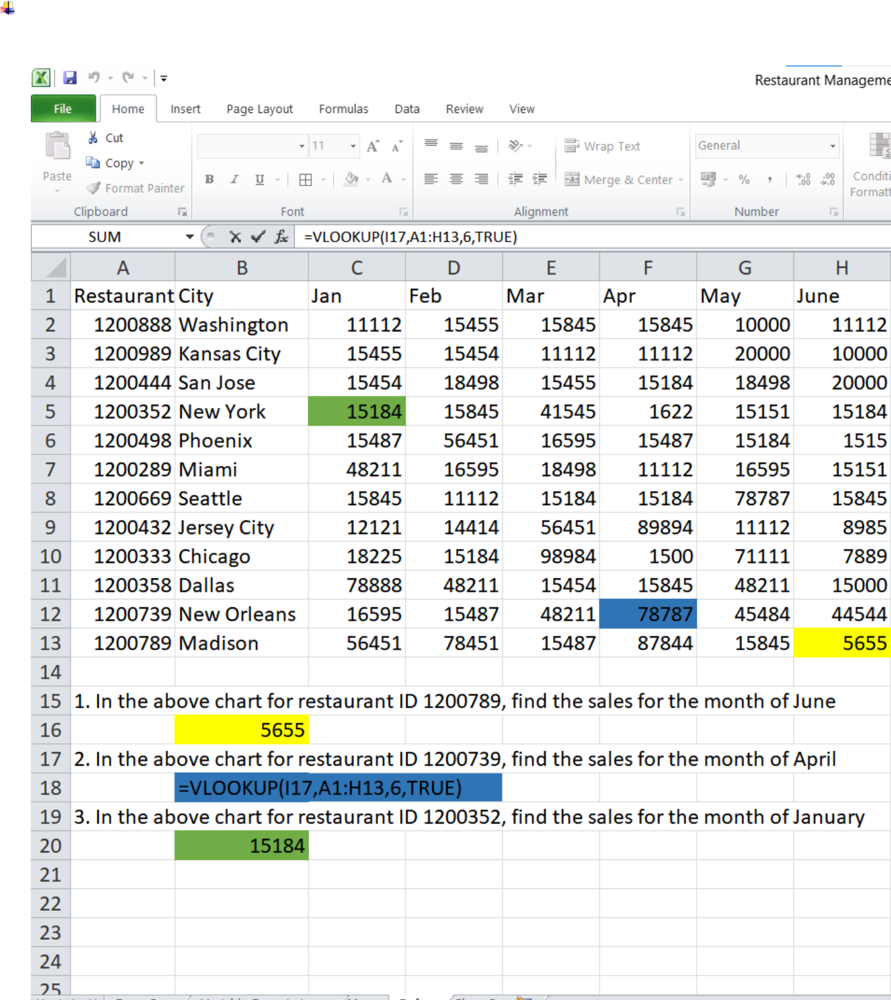 Restaurant Manageme
File Home Insert Page Layout Formulas Data Review View
Cut
Copy
Format Painter
Paste
11
Wrap Text
Merge & Center
General
Conditi
Formatt
Clipboard Font Alignment Number
SUM =VLOOKUP(I17,A1:H13,6,TRUE)
A B C D E F G H
1 Restaurant City Jan Feb Mar Apr May June
2 1200888 Washington 11112 15455 15845 15845 10000 11112
3 1200989 Kansas City 15455 15454 11112 11112 20000 10000
4 1200444 San Jose 15454 18498 15455 15184 18498 20000
5 1200352 New York 15184 15845 41545 1622 15151 15184
6 1200498 Phoenix 15487 56451 16595 15487 15184 1515
7 1200289 Miami 48211 16595 18498 11112 16595 15151
8 1200669 Seattle 15845 11112 15184 15184 78787 15845
9 1200432 Jersey City 12121 14414 56451 89894 11112 8985
10 1200333 Chicago 18225 15184 98984 1500 71111 7889
11 1200358 Dallas 78888 48211 15454 15845 48211 15000
12 1200739 New Orleans 16595 15487 48211 78787 45484 44544
13 1200789 Madison 56451 78451 15487 87844 15845 5655
14
15 1. In the above chart for restaurant ID 1200789, find the sales for the month of June
16 5655
17 2. In the above chart for restaurant ID 1200739, find the sales for the month of April
18 =VLOOKUP(I17,A1:H13,6,TRUE)
19 3. In the above chart for restaurant ID 1200352, find the sales for the month of January
20 15184
21
22
23
24
25